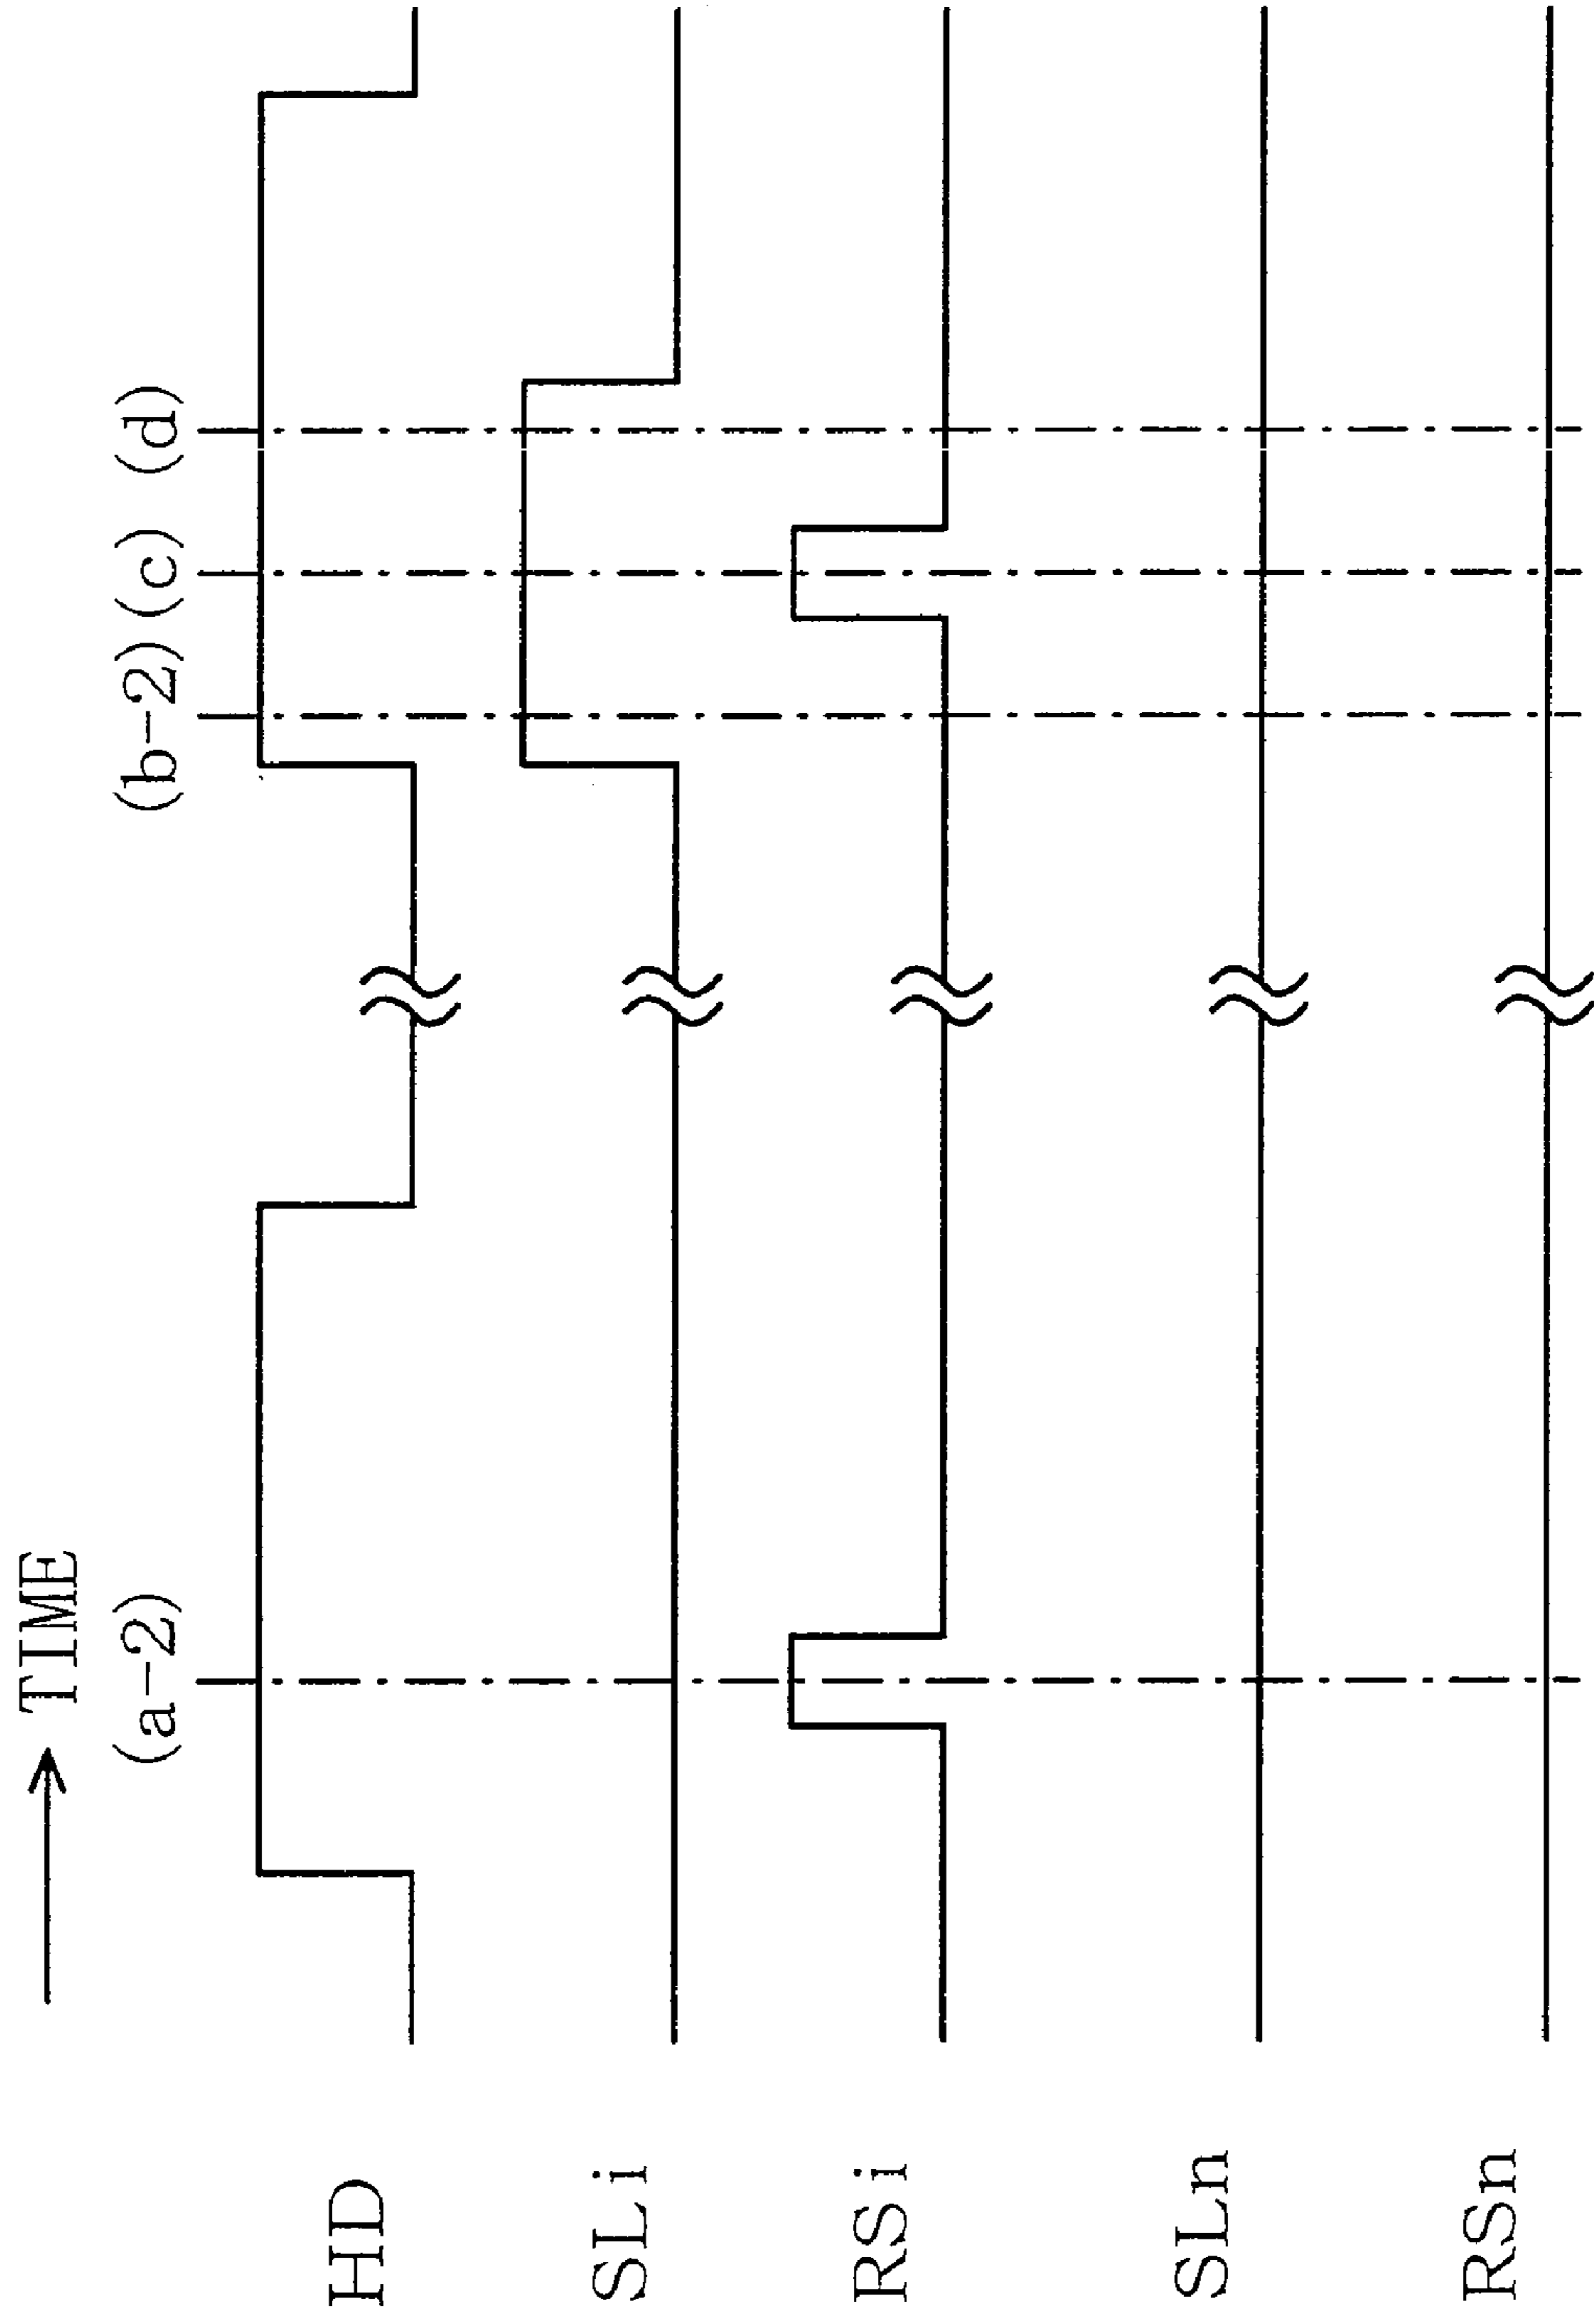 TIME
(a-2) (b-2) (c) (d)
HD
SLi
RSi
SLn
RSn